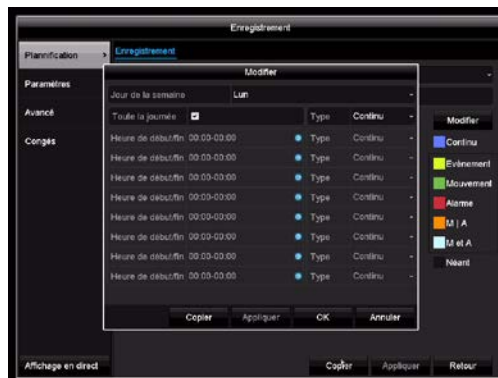 Enregistrement
Plannification
Enregistrement
Paramètres
Avancé
Congés
Modifier
Jour de la semaine Lun
Toute la journée Type Continu
Heure de début/fin 00:00-00:00 Type Continu
Heure de début/fin 00:00-00:00 Type Continu
Heure de début/fin 00:00-00:00 Type Continu
Heure de début/fin 00:00-00:00 Type Continu
Heure de début/fin 00:00-00:00 Type Continu
Heure de début/fin 00:00-00:00 Type Continu
Heure de début/fin 00:00-00:00 Type Continu
Heure de début/fin 00:00-00:00 Type Continu
Copier Appliquer OK Annuler
Modifier
Continu
Evènement
Mouvement
Alarme
M | A
M et A
Néant
Affichage en direct Copier Appliquer Retour